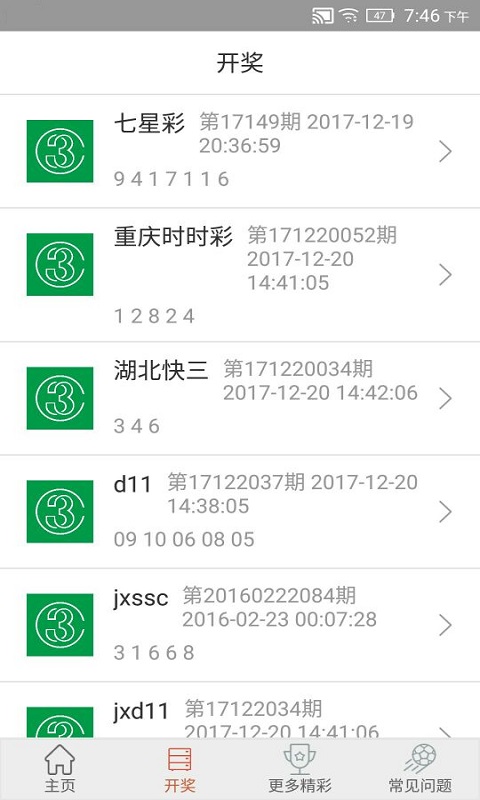 47 7:46 下午
开奖
七星彩 第17149期 2017-12-19
20:36:59
9 4 1 7 1 1 6
重庆时时彩 第171220052期
2017-12-20
14:41:05
1 2 8 2 4
湖北快三 第171220034期
2017-12-20 14:42:06
3 4 6
d11 第17122037期 2017-12-20
14:38:05
09 10 06 08 05
jxssc 第20160222084期
2016-02-23 00:07:28
3 1 6 6 8
jxd11 第17122034期
2017-12-20 14:41:06
主页 开奖 更多精彩 常见问题